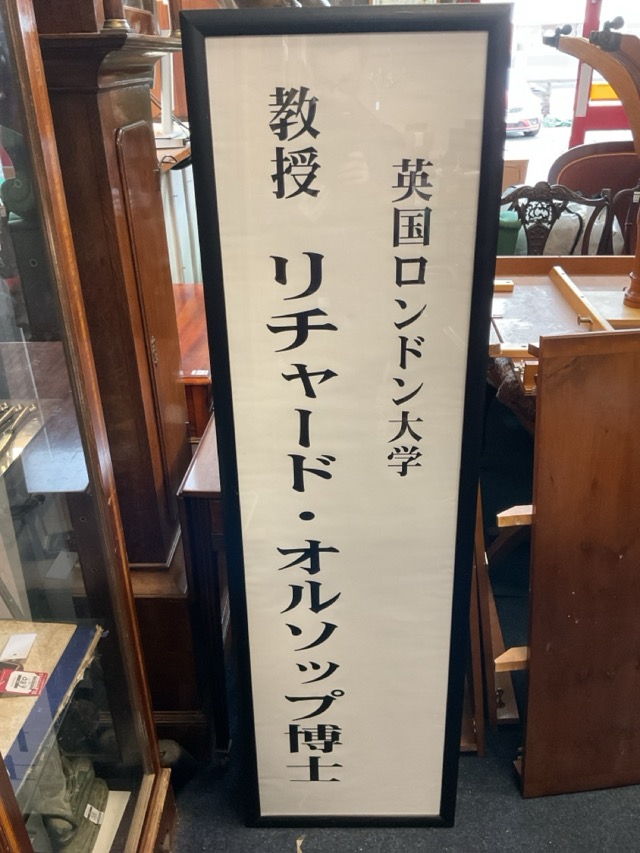 英国ロンドン大学
教授 リチャード・オルソップ博士